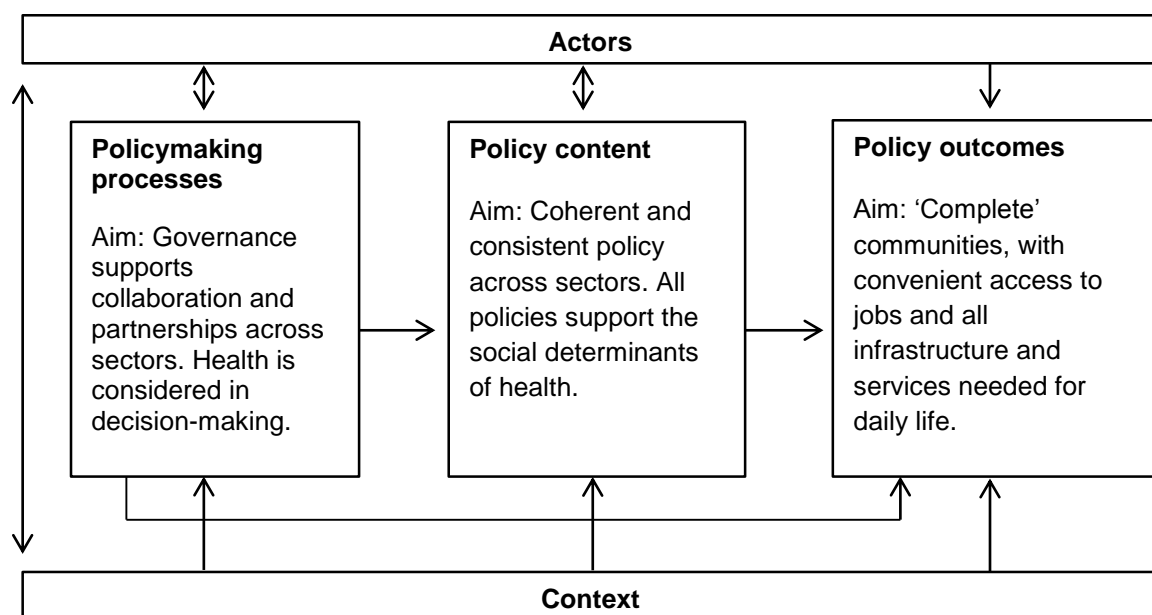 Actors
Policymaking
processes
Aim: Governance
supports
collaboration and
partnerships across
sectors. Health is
considered in
decision-making.
Policy content
Aim: Coherent and
consistent policy
across sectors. All
policies support the
social determinants
of health.
Policy outcomes
Aim: ‘Complete’
communities, with
convenient access to
jobs and all
infrastructure and
services needed for
daily life.
Context